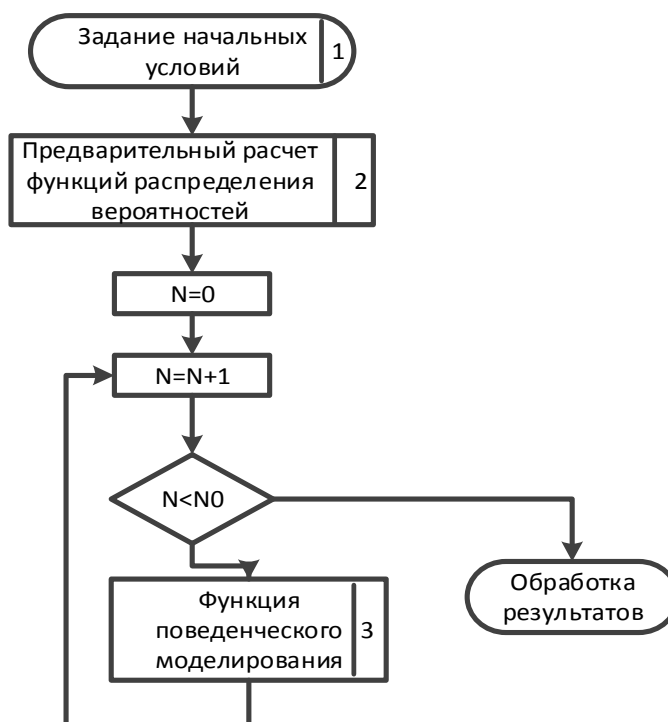 Задание начальных
условий
1
Предварительный расчет
функций распределения
вероятностей
2
N=0
N=N+1
N<N0
Функция
поведенческого
моделирования
3
Обработка
результатов